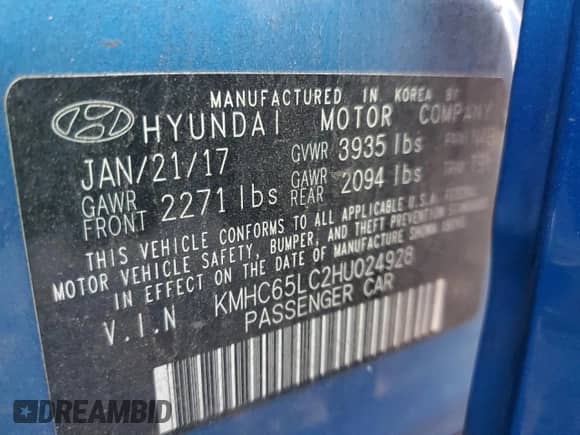 MANUFACTURED IN KOREA BY
HYUNDAI MOTOR COMPANY
JAN/21/17 GVWR 3935 lbs
GAWR FRONT 2271 lbs GAWR REAR 2094 lbs
THIS VEHICLE CONFORMS TO ALL APPLICABLE U.S.A. FEDERAL
MOTOR VEHICLE SAFETY, BUMPER, AND THEFT PREVENTION STANDARDS
IN EFFECT ON THE DATE OF MANUFACTURE SHOWN ABOVE.
V.I.N KMHC65LC2HU024928
PASSENGER CAR
DREAMBID